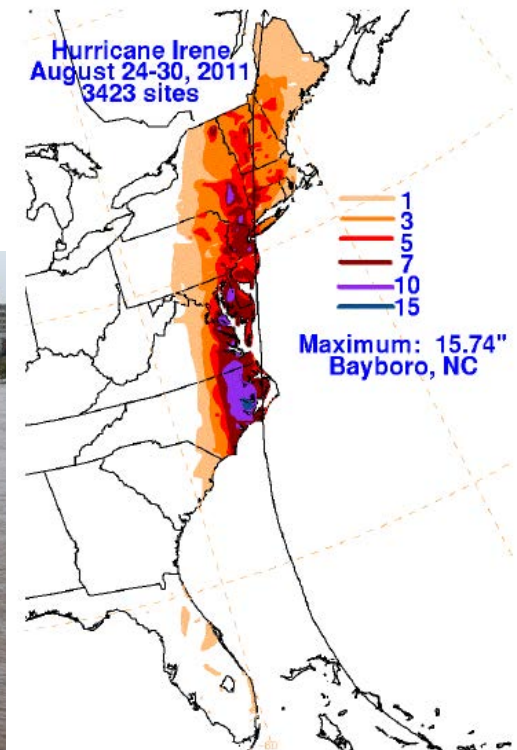 Hurricane Irene
August 24-30, 2011
3423 sites
1
3
5
7
10
15
Maximum: 15.74"
Bayboro, NC
-80